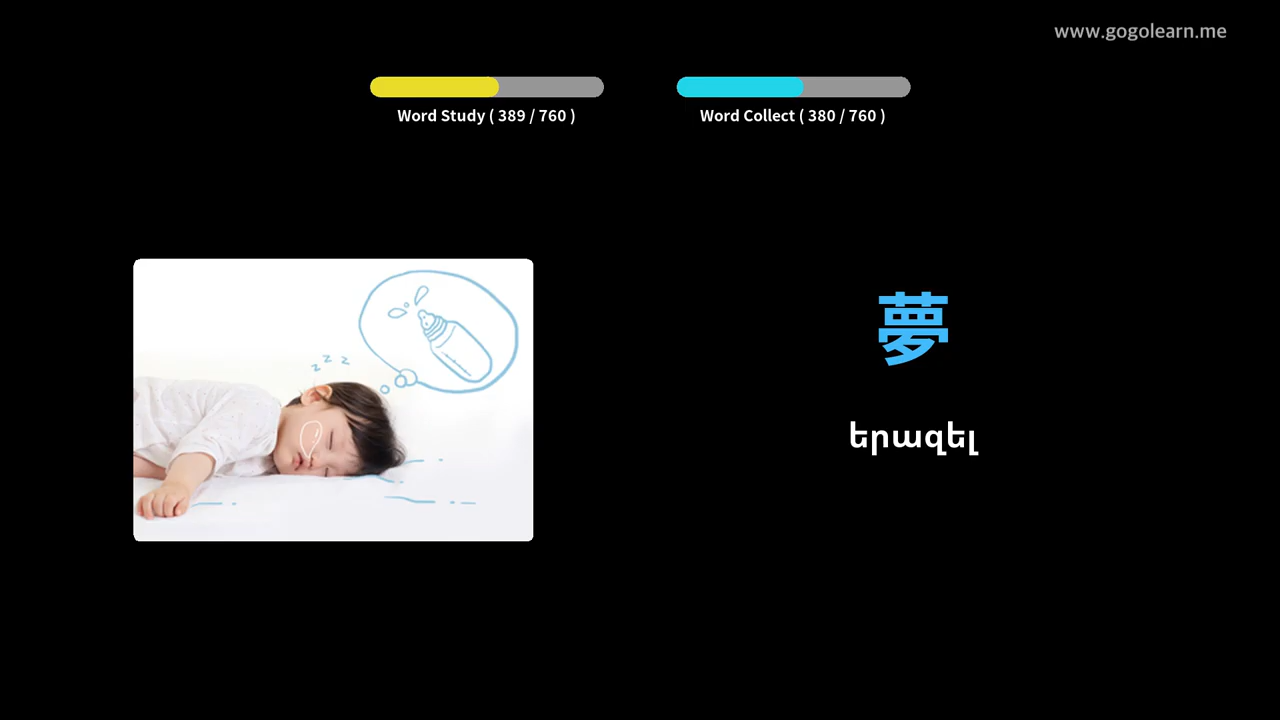 www.gogolearn.me
Word Study ( 389 / 760 )
Word Collect ( 380 / 760 )
z z z
夢
երազել